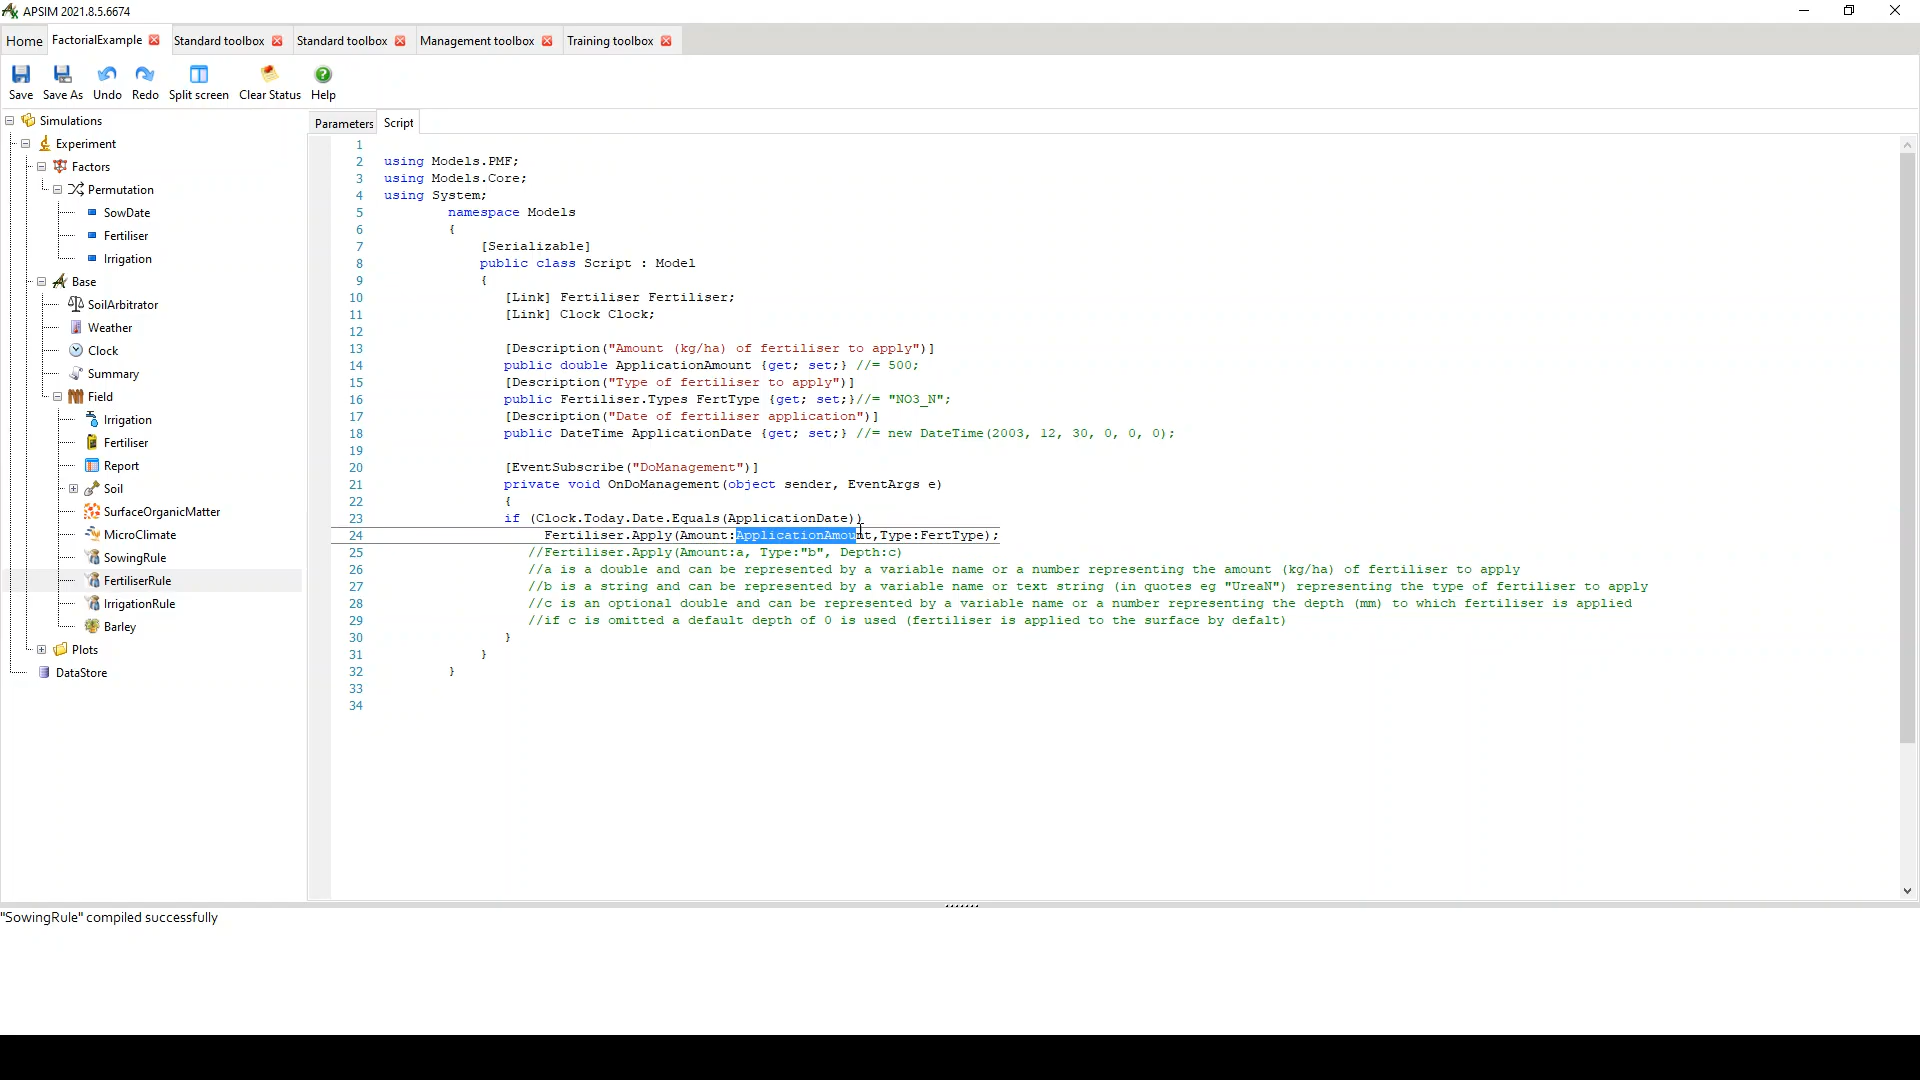 APSIM 2021.8.5.6674
Home FactorialExample Standard toolbox Standard toolbox Management toolbox Training toolbox
Save Save As Undo Redo Split screen Clear Status Help
Simulations
Experiment
Factors
Permutation
SowDate
Fertiliser
Irrigation
Base
SoilArbitrator
Weather
Clock
Summary
Field
Irrigation
Fertiliser
Report
Soil
SurfaceOrganicMatter
MicroClimate
SowingRule
FertiliserRule
IrrigationRule
Barley
Plots
DataStore
Parameters Script
1
2 using Models.PMF;
3 using Models.Core;
4 using System;
5 namespace Models
6 {
7 [Serializable]
8 public class Script : Model
9 {
10 [Link] Fertiliser Fertiliser;
11 [Link] Clock Clock;
12
13 [Description("Amount (kg/ha) of fertiliser to apply")]
14 public double ApplicationAmount {get; set;} //= 500;
15 [Description("Type of fertiliser to apply")]
16 public Fertiliser.Types FertType {get; set;}//= "NO3_N";
17 [Description("Date of fertiliser application")]
18 public DateTime ApplicationDate {get; set;} //= new DateTime(2003, 12, 30, 0, 0, 0);
19
20 [EventSubscribe("DoManagement")]
21 private void OnDoManagement(object sender, EventArgs e)
22 {
23 if (Clock.Today.Date.Equals(ApplicationDate))
24 Fertiliser.Apply(Amount:ApplicationAmount,Type:FertType);
25 //Fertiliser.Apply(Amount:a, Type:"b", Depth:c)
26 //a is a double and can be represented by a variable name or a number representing the amount (kg/ha) of fertiliser to apply
27 //b is a string and can be represented by a variable name or text string (in quotes eg "UreaN") representing the type of fertiliser to apply
28 //c is an optional double and can be represented by a variable name or a number representing the depth (mm) to which fertiliser is applied
29 //if c is omitted a default depth of 0 is used (fertiliser is applied to the surface by defalt)
30 }
31 }
32 }
33
34
"SowingRule" compiled successfully